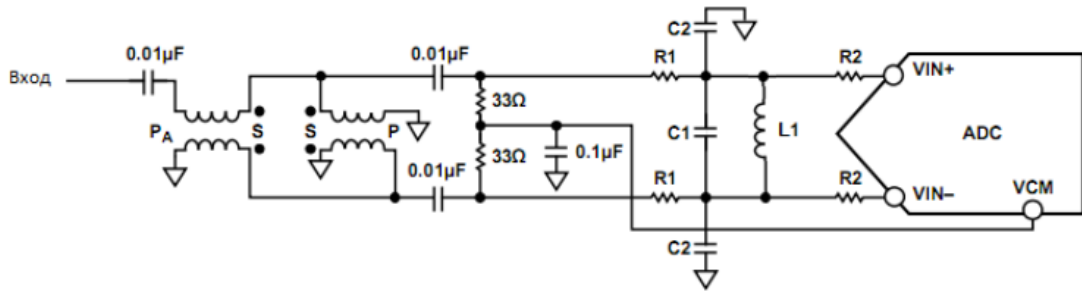 C2
0.01µF
0.01µF
R1
R2
Вход
VIN+
33Ω
PA
S
S
P
C1
L1
ADC
33Ω
0.1µF
0.01µF
R1
R2
VIN–
VCM
C2